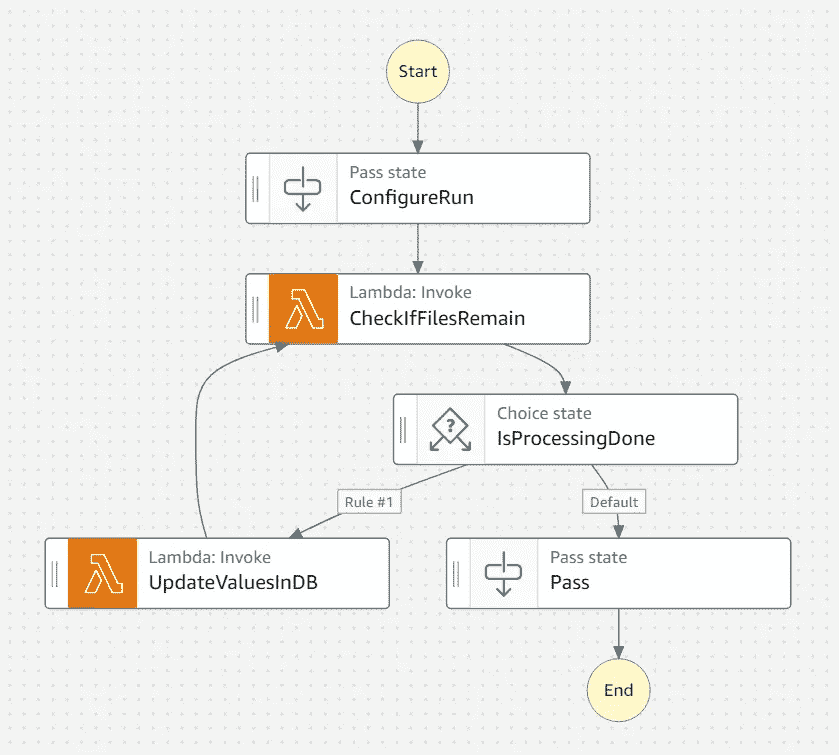 Start
Pass state
ConfigureRun
Lambda: Invoke
CheckIfFilesRemain
Choice state
IsProcessingDone
Rule #1
Default
Lambda: Invoke
UpdateValuesInDB
Pass state
Pass
End